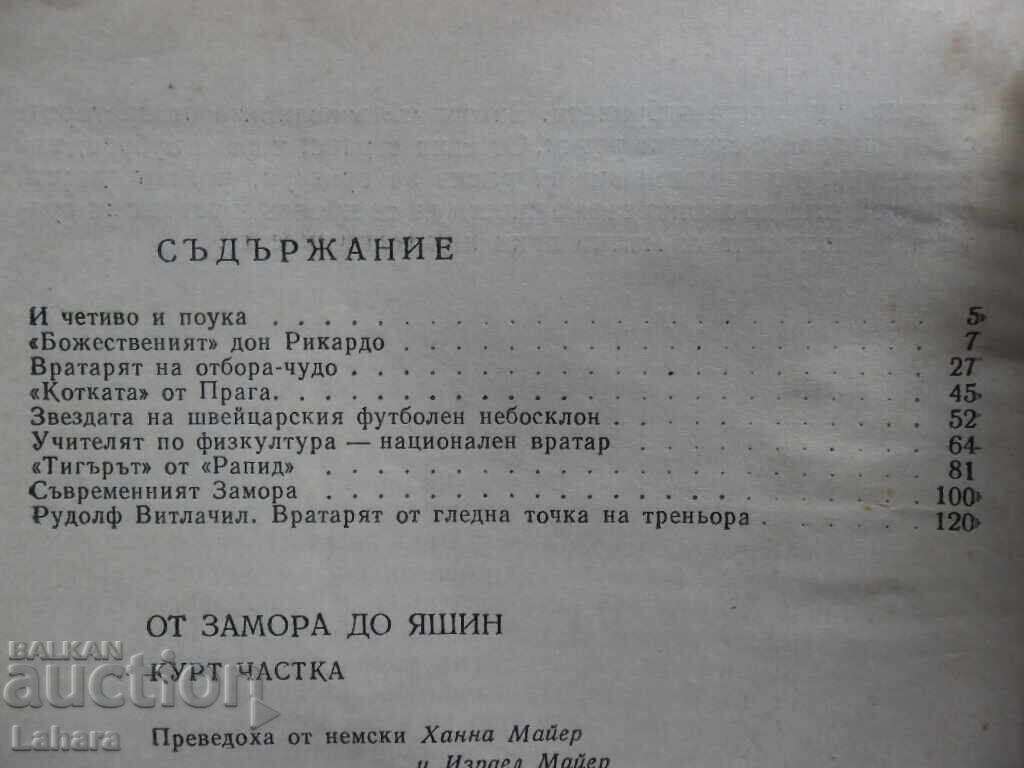 СЪДЪРЖАНИЕ
И четиво и поука . . . . . . . . . . . . . . . . . . . 5
«Божественият» дон Рикардо . . . . . . . . . . . . . . 7
Вратарят на отбора-чудо . . . . . . . . . . . . . . . . 27
«Котката» от Прага. . . . . . . . . . . . . . . . . . . 45
Звездата на швейцарския футболен небосклон . . . . . . . 52
Учителят по физкултура — национален вратар . . . . . . . 64
«Тигърът» от «Рапид» . . . . . . . . . . . . . . . . . 81
Съвременният Замора . . . . . . . . . . . . . . . . . 100
Рудолф Витлачил. Вратарят от гледна точка на треньора . . . . 120
ОТ ЗАМОРА ДО ЯШИН
КУРТ ЧАСТКА
Преведоха от немски Ханна Майер
и Израел Майер
BALKAN
auction
Lahara